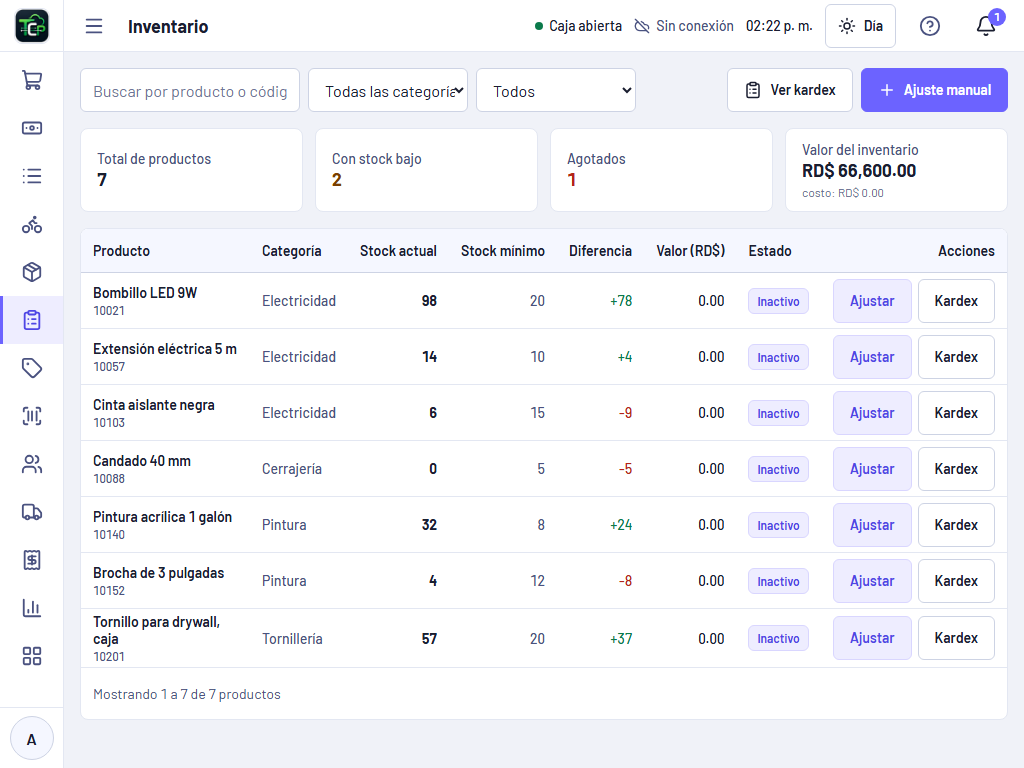 TCP
Inventario
Caja abierta
Sin conexión
02:22 p. m.
Día
1
Buscar por producto o códig
Todas las categoría
Todos
Ver kardex
Ajuste manual
Total de productos
7
Con stock bajo
2
Agotados
1
Valor del inventario
RD$ 66,600.00
costo: RD$ 0.00
Producto Categoría Stock actual Stock mínimo Diferencia Valor (RD$) Estado Acciones
Bombillo LED 9W
10021
Electricidad 98 20 +78 0.00 Inactivo Ajustar Kardex
Extensión eléctrica 5 m
10057
Electricidad 14 10 +4 0.00 Inactivo Ajustar Kardex
Cinta aislante negra
10103
Electricidad 6 15 -9 0.00 Inactivo Ajustar Kardex
Candado 40 mm
10088
Cerrajería 0 5 -5 0.00 Inactivo Ajustar Kardex
Pintura acrílica 1 galón
10140
Pintura 32 8 +24 0.00 Inactivo Ajustar Kardex
Brocha de 3 pulgadas
10152
Pintura 4 12 -8 0.00 Inactivo Ajustar Kardex
Tornillo para drywall,
caja
10201
Tornillería 57 20 +37 0.00 Inactivo Ajustar Kardex
Mostrando 1 a 7 de 7 productos
A